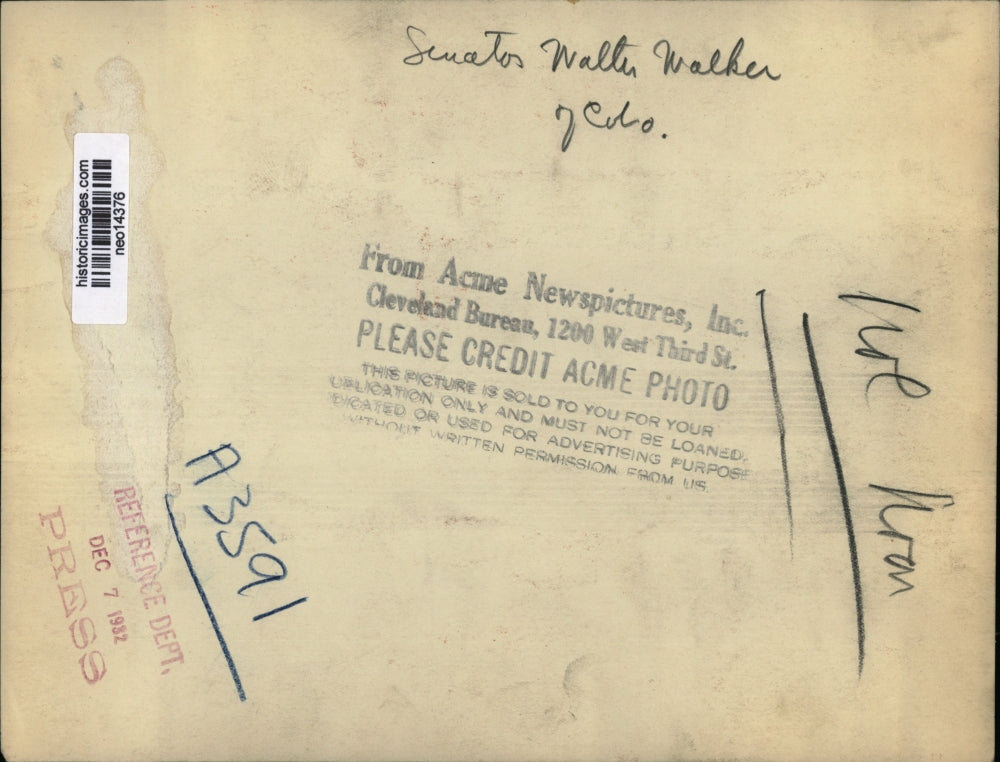 Senator Walter Walker
of Colo.
historicimages.com
neo14376
From Acme Newspictures, Inc.
Cleveland Bureau, 1200 West Third St.
PLEASE CREDIT ACME PHOTO
THIS PICTURE IS SOLD TO YOU FOR YOUR
UBLICATION ONLY AND MUST NOT BE LOANED,
DICATED OR USED FOR ADVERTISING PURPOSE
WITHOUT WRITTEN PERMISSION FROM US.
A3591
REFERENCE DEPT.
DEC 7 1932
PRESS